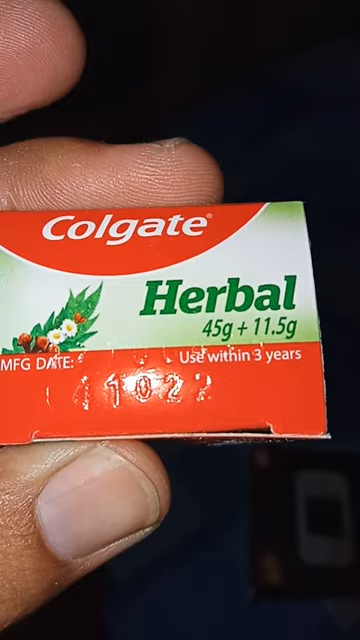 Colgate®
Herbal
45g + 11.5g
MFG DATE:
Use within 3 years